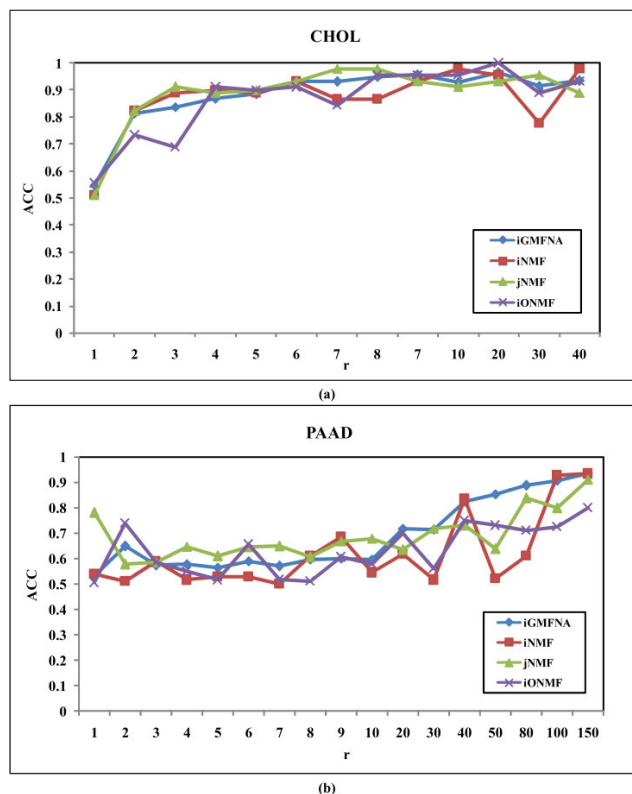 CHOL
1
0.9
0.8
0.7
0.6
0.5
0.4
0.3
0.2
0.1
0
ACC
iGMFNA
iNMF
jNMF
iONMF
1 2 3 4 5 6 7 8 7 10 20 30 40
r
(a)
PAAD
1
0.9
0.8
0.7
0.6
0.5
0.4
0.3
0.2
0.1
0
ACC
iGMFNA
iNMF
jNMF
iONMF
1 2 3 4 5 6 7 8 9 10 20 30 40 50 80 100 150
r
(b)